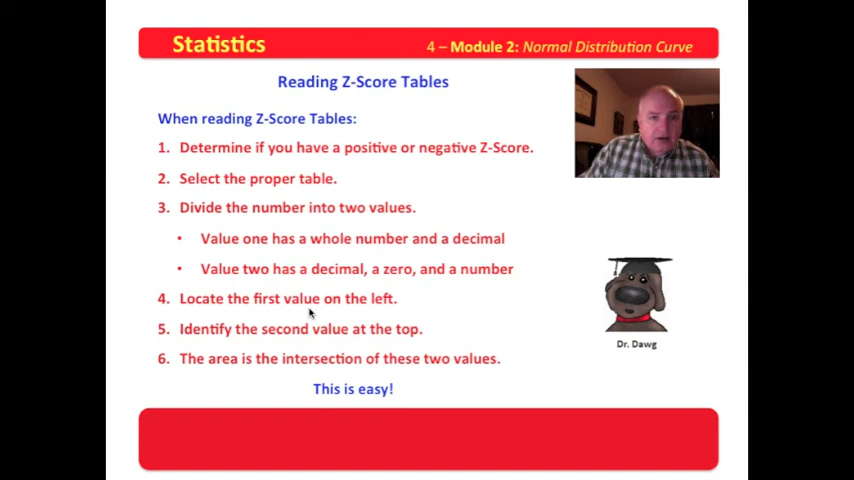 Statistics
4 – Module 2: Normal Distribution Curve
Reading Z-Score Tables
When reading Z-Score Tables:
1. Determine if you have a positive or negative Z-Score.
2. Select the proper table.
3. Divide the number into two values.
• Value one has a whole number and a decimal
• Value two has a decimal, a zero, and a number
4. Locate the first value on the left.
5. Identify the second value at the top.
6. The area is the intersection of these two values.
This is easy!
Dr. Dawg